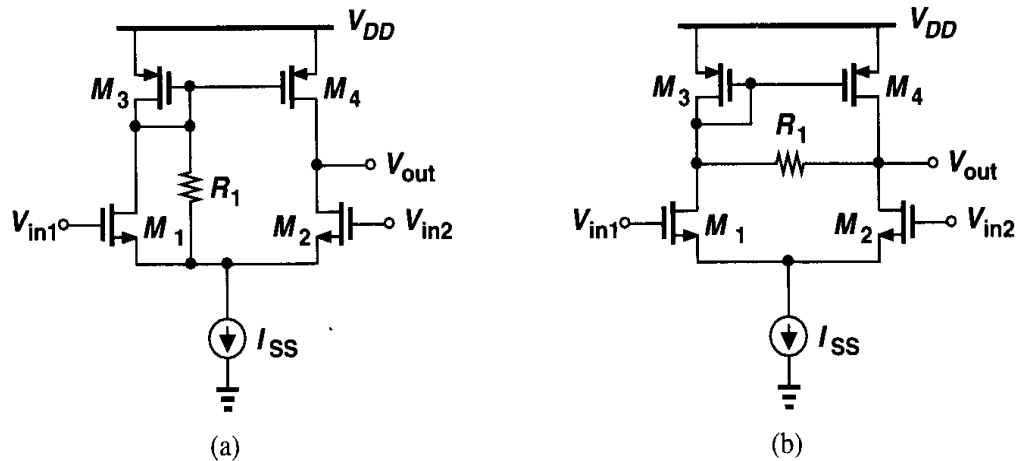 V_DD
M_3
M_4
R_1
V_out
V_in1
M_1
M_2
V_in2
I_SS
(a)
V_DD
M_3
M_4
R_1
V_out
V_in1
M_1
M_2
V_in2
I_SS
(b)